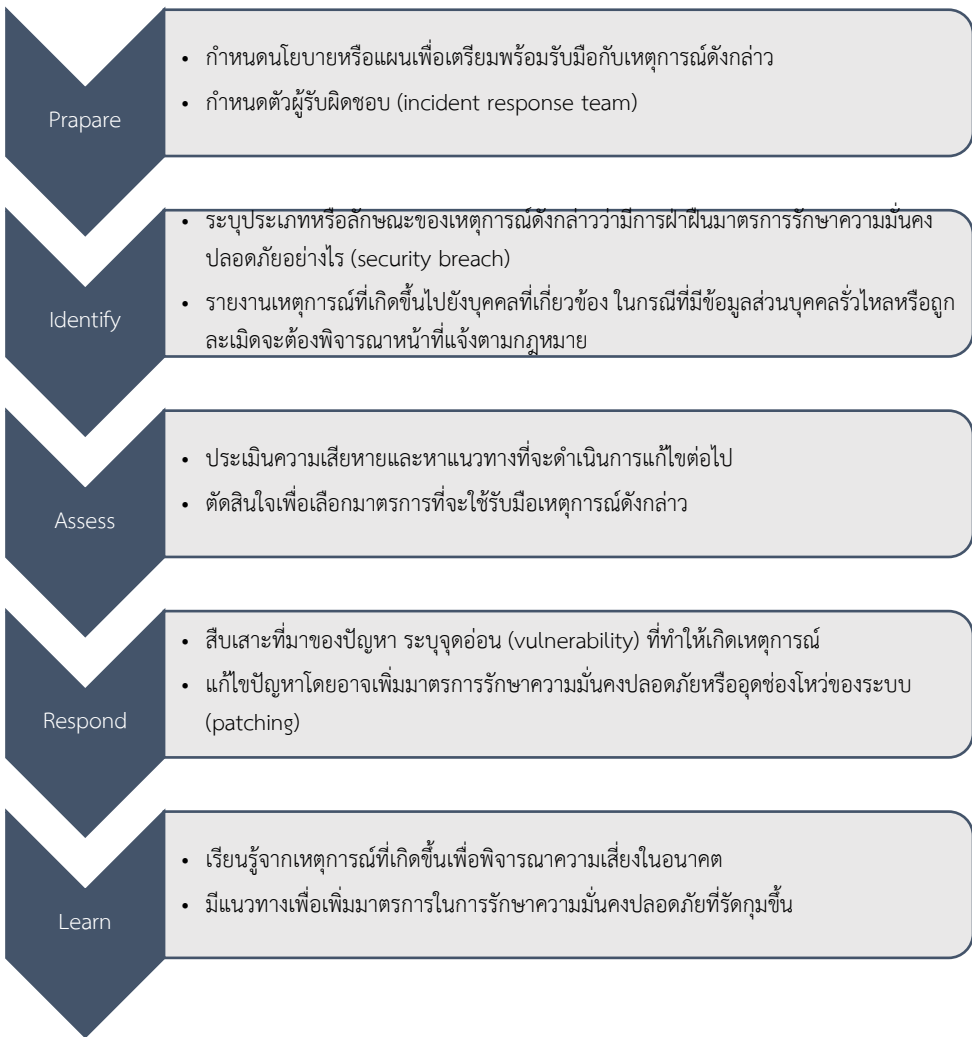 Prapare
• กำหนดนโยบายหรือแผนเพื่อเตรียมพร้อมรับมือกับเหตุการณ์ดังกล่าว
• กำหนดตัวผู้รับผิดชอบ (incident response team)
Identify
• ระบุประเภทหรือลักษณะของเหตุการณ์ดังกล่าวว่ามีการฝ่าฝืนมาตรการรักษาความมั่นคง
ปลอดภัยอย่างไร (security breach)
• รายงานเหตุการณ์ที่เกิดขึ้นไปยังบุคคลที่เกี่ยวข้อง ในกรณีที่มีข้อมูลส่วนบุคคลรั่วไหลหรือถูก
ละเมิดจะต้องพิจารณาหน้าที่แจ้งตามกฎหมาย
Assess
• ประเมินความเสียหายและหาแนวทางที่จะดำเนินการแก้ไขต่อไป
• ตัดสินใจเพื่อเลือกมาตรการที่จะใช้รับมือเหตุการณ์ดังกล่าว
Respond
• สืบเสาะที่มาของปัญหา ระบุจุดอ่อน (vulnerability) ที่ทำให้เกิดเหตุการณ์
• แก้ไขปัญหาโดยอาจเพิ่มมาตรการรักษาความมั่นคงปลอดภัยหรืออุดช่องโหว่ของระบบ
(patching)
Learn
• เรียนรู้จากเหตุการณ์ที่เกิดขึ้นเพื่อพิจารณาความเสี่ยงในอนาคต
• มีแนวทางเพื่อเพิ่มมาตรการในการรักษาความมั่นคงปลอดภัยที่รัดกุมขึ้น